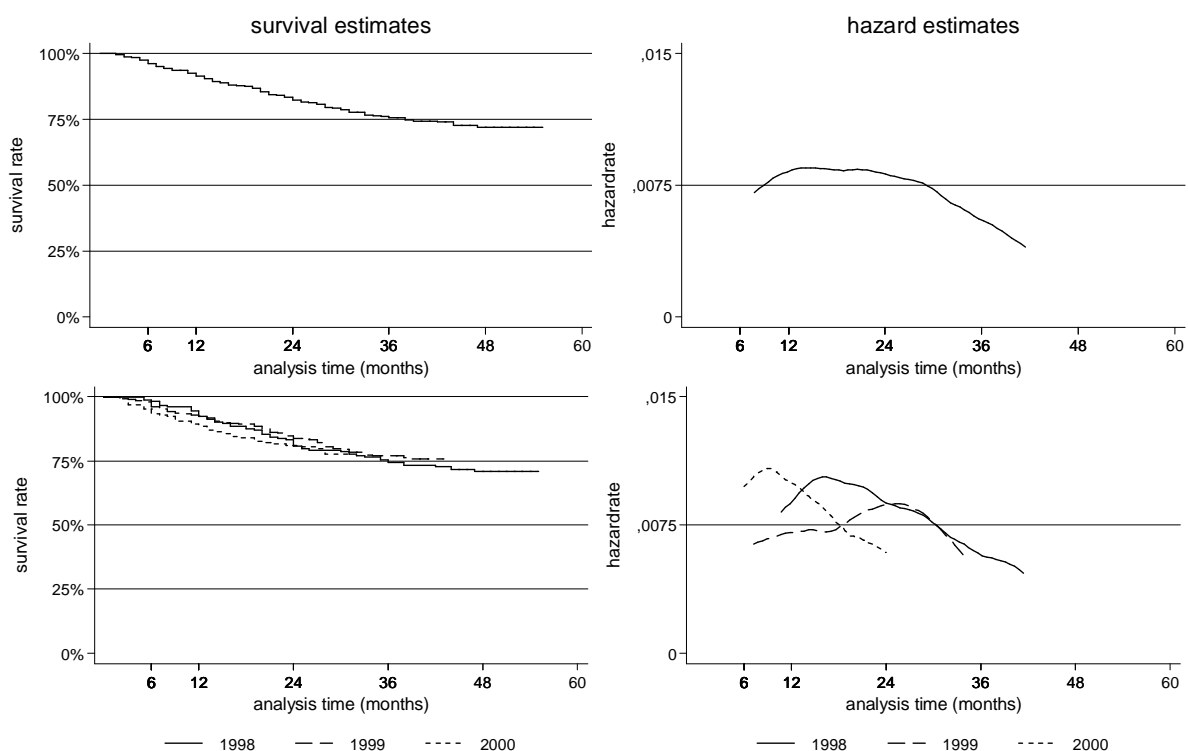 survival estimates
100%
75%
50%
25%
0%
survival rate
6 12 24 36 48 60
analysis time (months)
hazard estimates
,015
,0075
0
hazardrate
6 12 24 36 48 60
analysis time (months)
100%
75%
50%
25%
0%
survival rate
6 12 24 36 48 60
analysis time (months)
1998 1999 2000
,015
,0075
0
hazardrate
6 12 24 36 48 60
analysis time (months)
1998 1999 2000